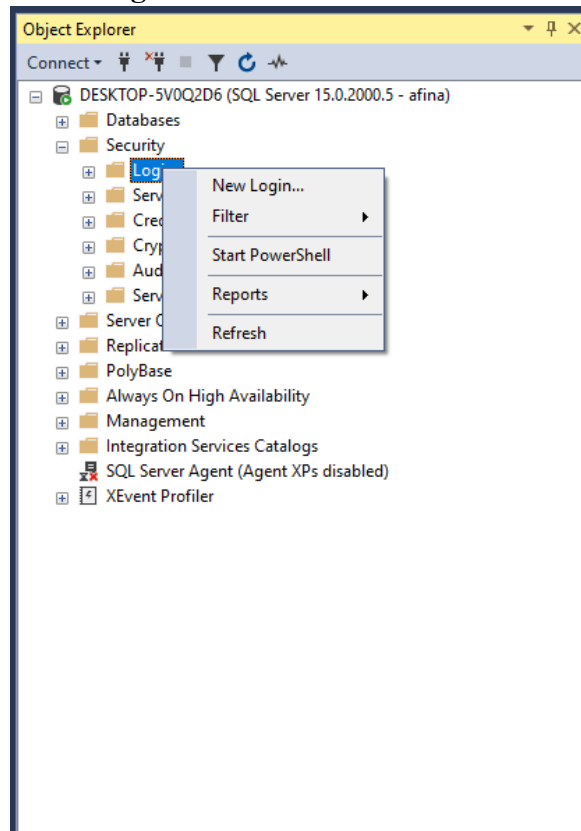 Object Explorer
Connect
DESKTOP-5V0Q2D6 (SQL Server 15.0.2000.5 - afina)
Databases
Security
New Login...
Filter
Start PowerShell
Reports
Refresh
PolyBase
Always On High Availability
Management
Integration Services Catalogs
SQL Server Agent (Agent XPs disabled)
XEvent Profiler